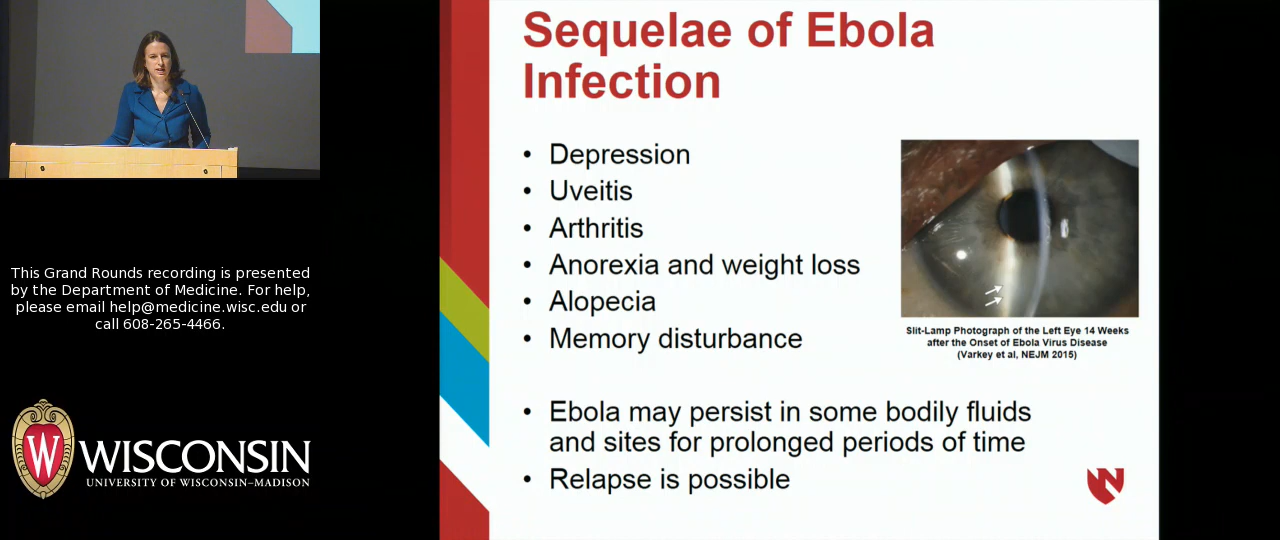 Sequelae of Ebola
Infection
• Depression
• Uveitis
• Arthritis
• Anorexia and weight loss
• Alopecia
• Memory disturbance
Slit-Lamp Photograph of the Left Eye 14 Weeks
after the Onset of Ebola Virus Disease
(Varkey et al, NEJM 2015)
• Ebola may persist in some bodily fluids
and sites for prolonged periods of time
• Relapse is possible
This Grand Rounds recording is presented
by the Department of Medicine. For help,
please email help@medicine.wisc.edu or
call 608-265-4466.
W
WISCONSIN
UNIVERSITY OF WISCONSIN–MADISON
N